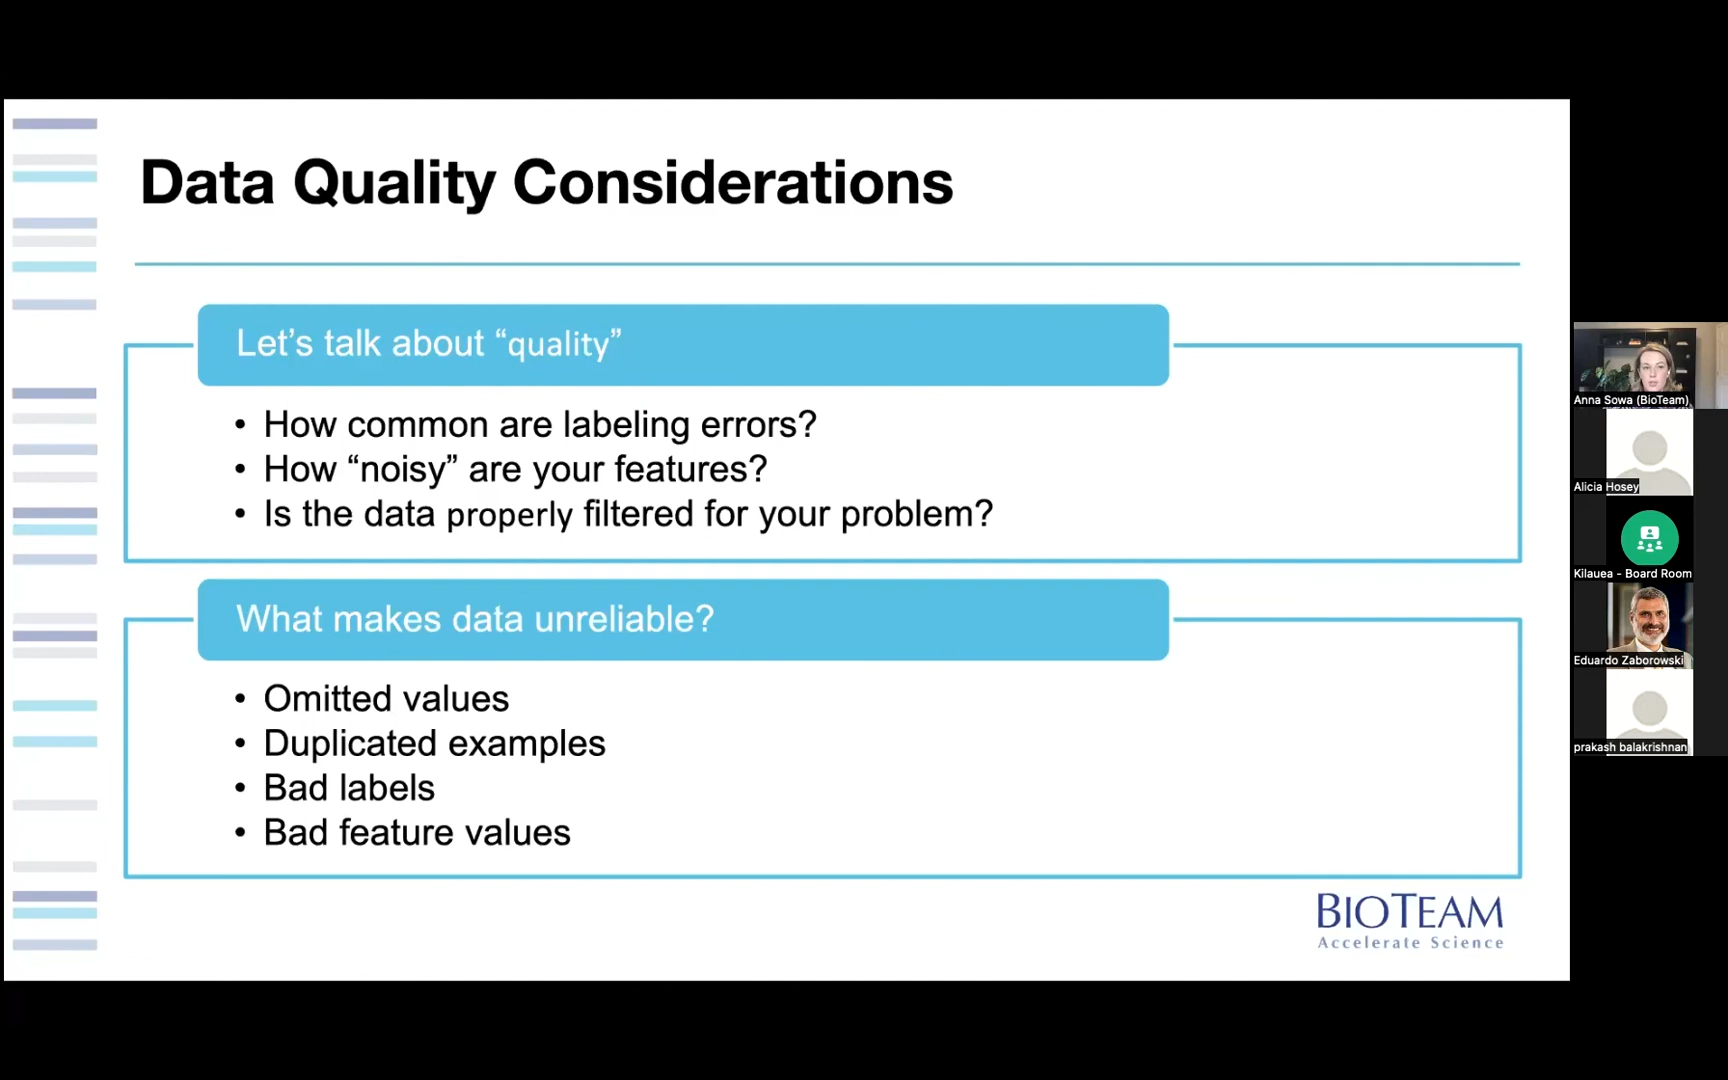 Data Quality Considerations
Let’s talk about “quality”
• How common are labeling errors?
• How “noisy” are your features?
• Is the data properly filtered for your problem?
What makes data unreliable?
• Omitted values
• Duplicated examples
• Bad labels
• Bad feature values
BIOTEAM
Accelerate Science
Anna Sowa (BioTeam)
Alicia Hosey
Kilauea - Board Room
Eduardo Zaborowski
prakash balakrishnan